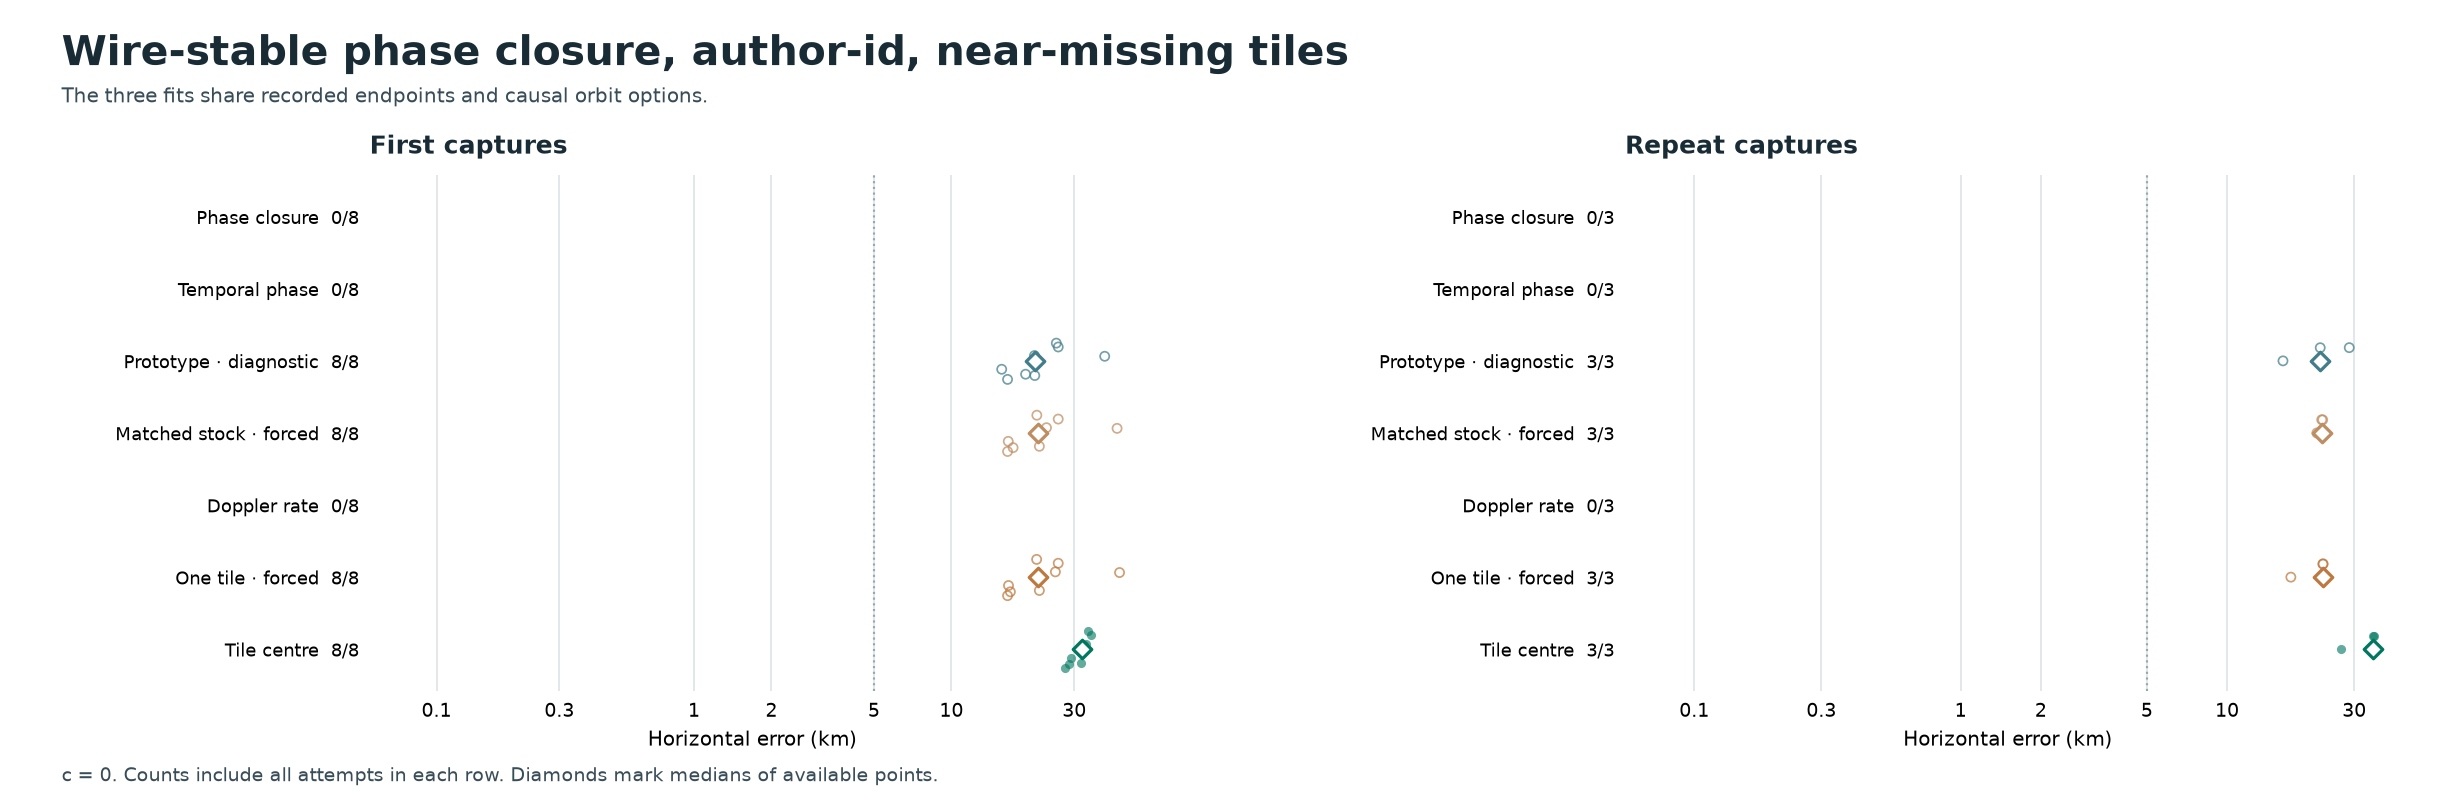 Wire-stable phase closure, author-id, near-missing tiles
The three fits share recorded endpoints and causal orbit options.
First captures
Phase closure 0/8
Temporal phase 0/8
Prototype · diagnostic 8/8
Matched stock · forced 8/8
Doppler rate 0/8
One tile · forced 8/8
Tile centre 8/8
0.1 0.3 1 2 5 10 30
Horizontal error (km)
Repeat captures
Phase closure 0/3
Temporal phase 0/3
Prototype · diagnostic 3/3
Matched stock · forced 3/3
Doppler rate 0/3
One tile · forced 3/3
Tile centre 3/3
0.1 0.3 1 2 5 10 30
Horizontal error (km)
c = 0. Counts include all attempts in each row. Diamonds mark medians of available points.